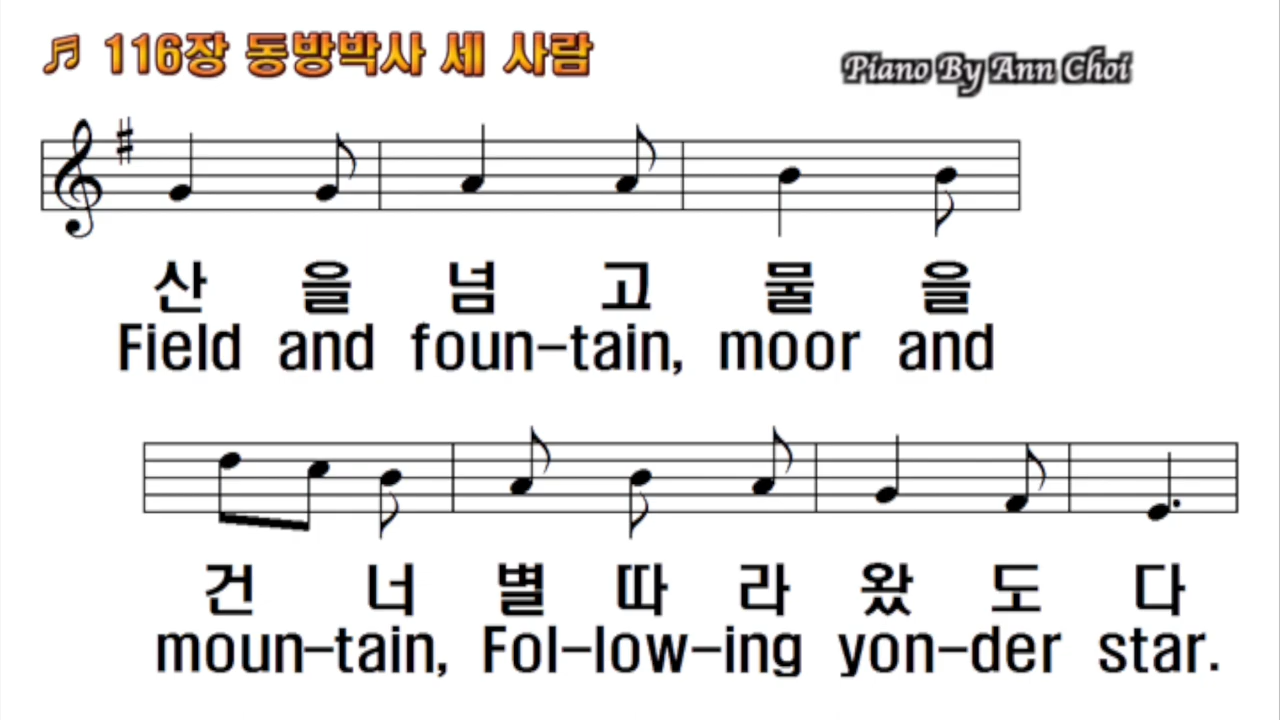 116장 동방박사 세 사람
Piano By Ann Choi
산 을 넘 고 물 을
Field and foun-tain, moor and
건 너 별 따 라 왔 도 다
moun-tain, Fol-low-ing yon-der star.